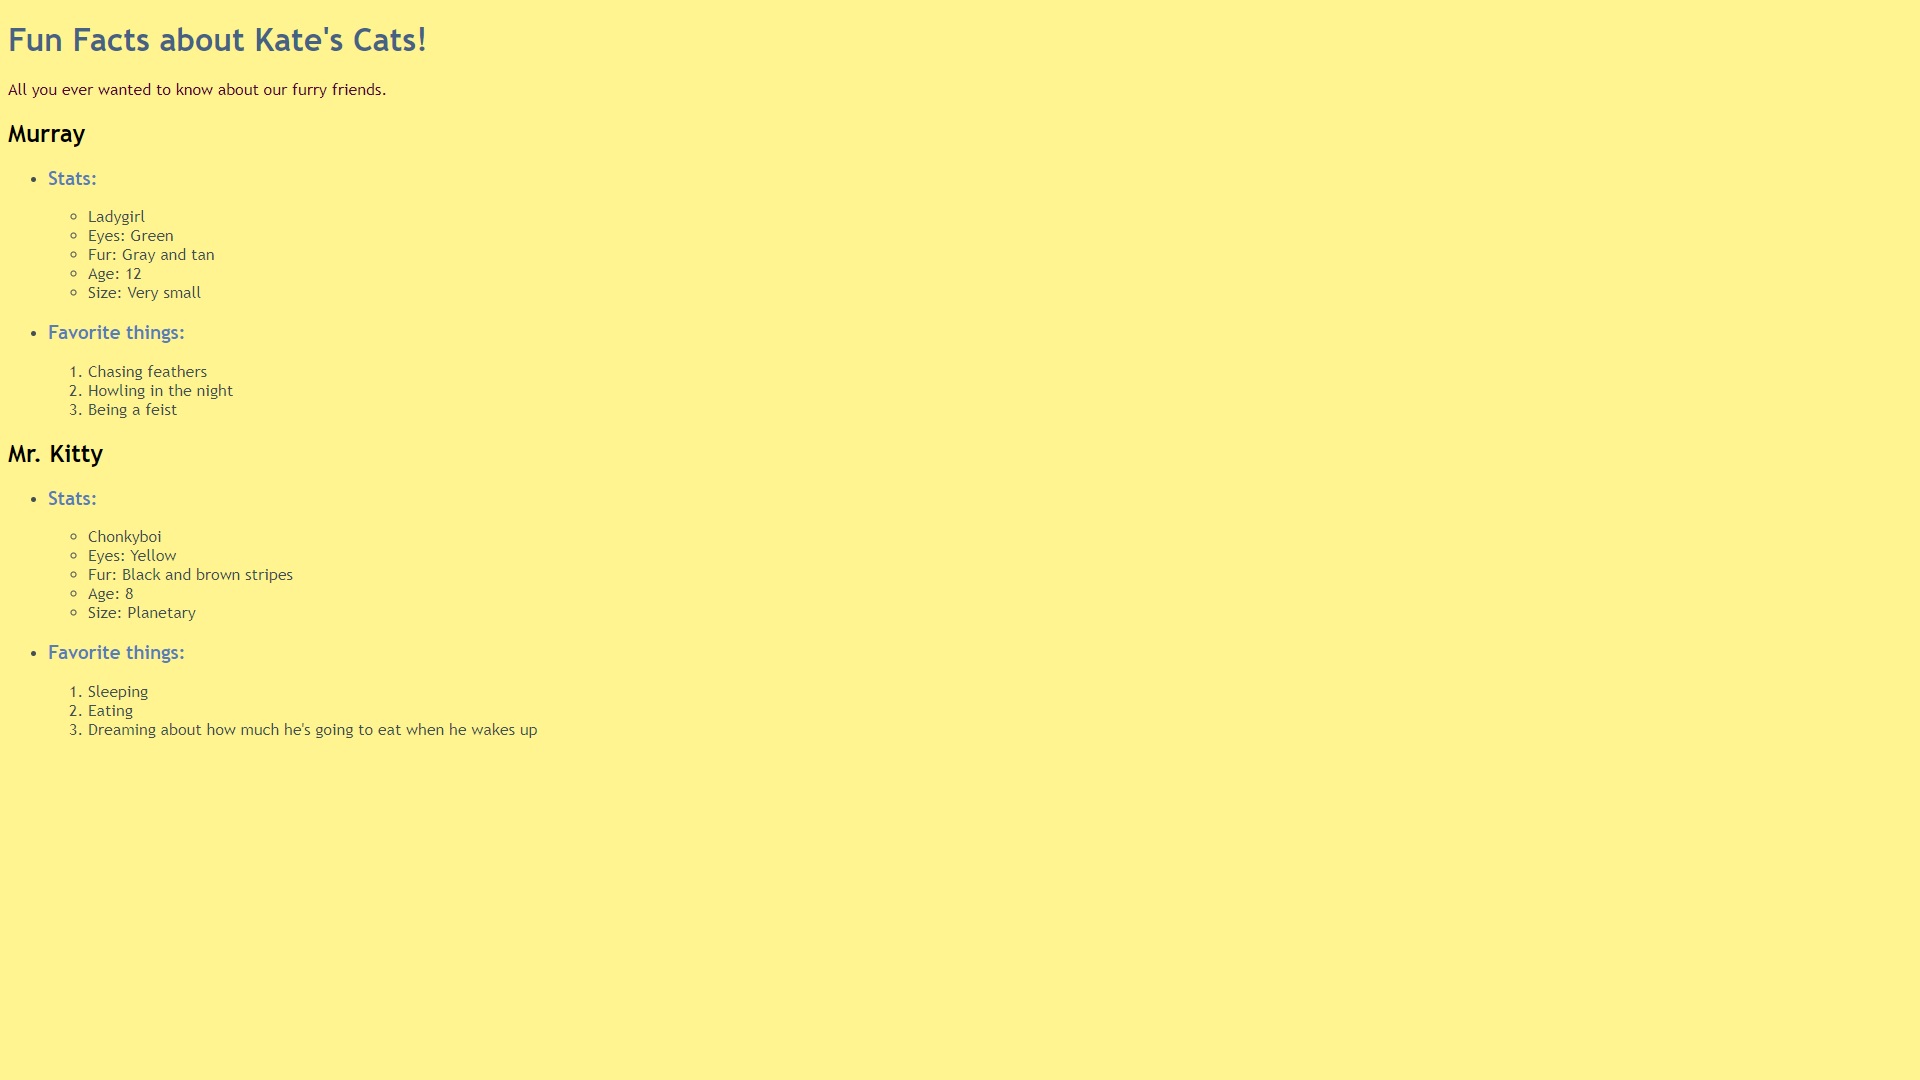 Fun Facts about Kate's Cats!
All you ever wanted to know about our furry friends.
Murray
• Stats:
◦ Ladygirl
◦ Eyes: Green
◦ Fur: Gray and tan
◦ Age: 12
◦ Size: Very small
• Favorite things:
1. Chasing feathers
2. Howling in the night
3. Being a feist
Mr. Kitty
• Stats:
◦ Chonkyboi
◦ Eyes: Yellow
◦ Fur: Black and brown stripes
◦ Age: 8
◦ Size: Planetary
• Favorite things:
1. Sleeping
2. Eating
3. Dreaming about how much he's going to eat when he wakes up